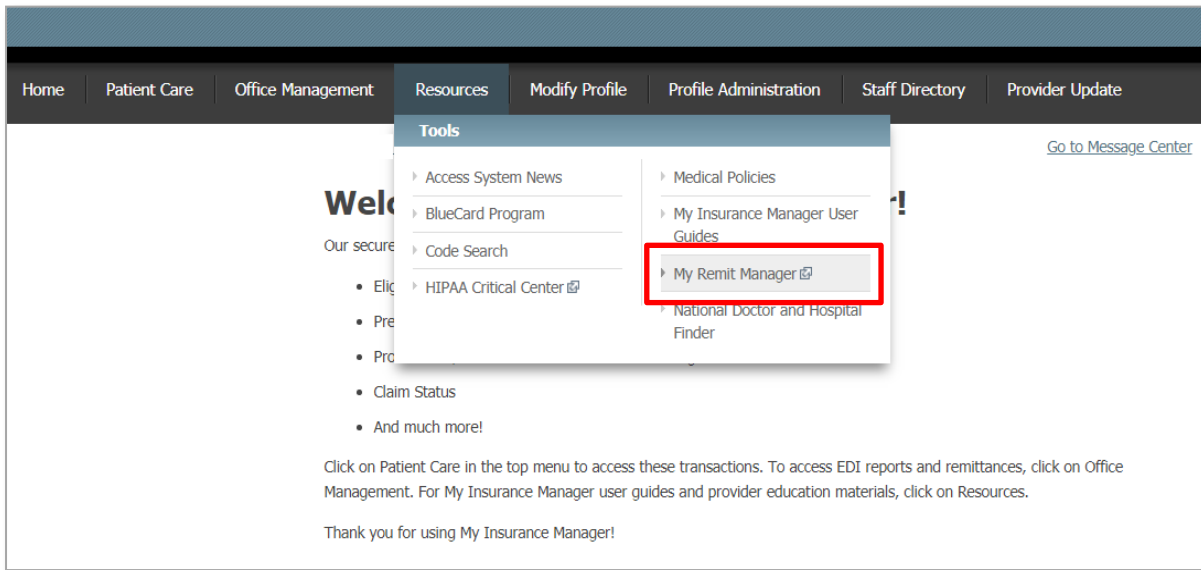 Home Patient Care Office Management Resources Modify Profile Profile Administration Staff Directory Provider Update
Tools
Go to Message Center
Access System News
BlueCard Program
Code Search
HIPAA Critical Center
Medical Policies
My Insurance Manager User
Guides
My Remit Manager
National Doctor and Hospital
Finder
Our secure
• Claim Status
• And much more!
Click on Patient Care in the top menu to access these transactions. To access EDI reports and remittances, click on Office
Management. For My Insurance Manager user guides and provider education materials, click on Resources.
Thank you for using My Insurance Manager!